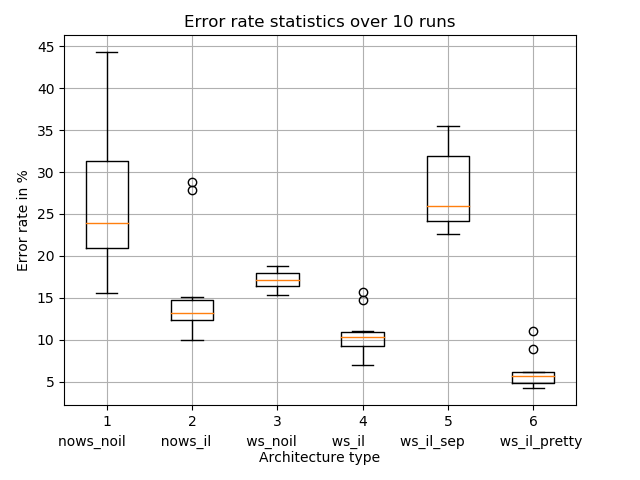 Error rate statistics over 10 runs
45
40
35
30
25
20
15
10
5
Error rate in %
1 2 3 4 5 6
nows_noil nows_il ws_noil ws_il ws_il_sep ws_il_pretty
Architecture type